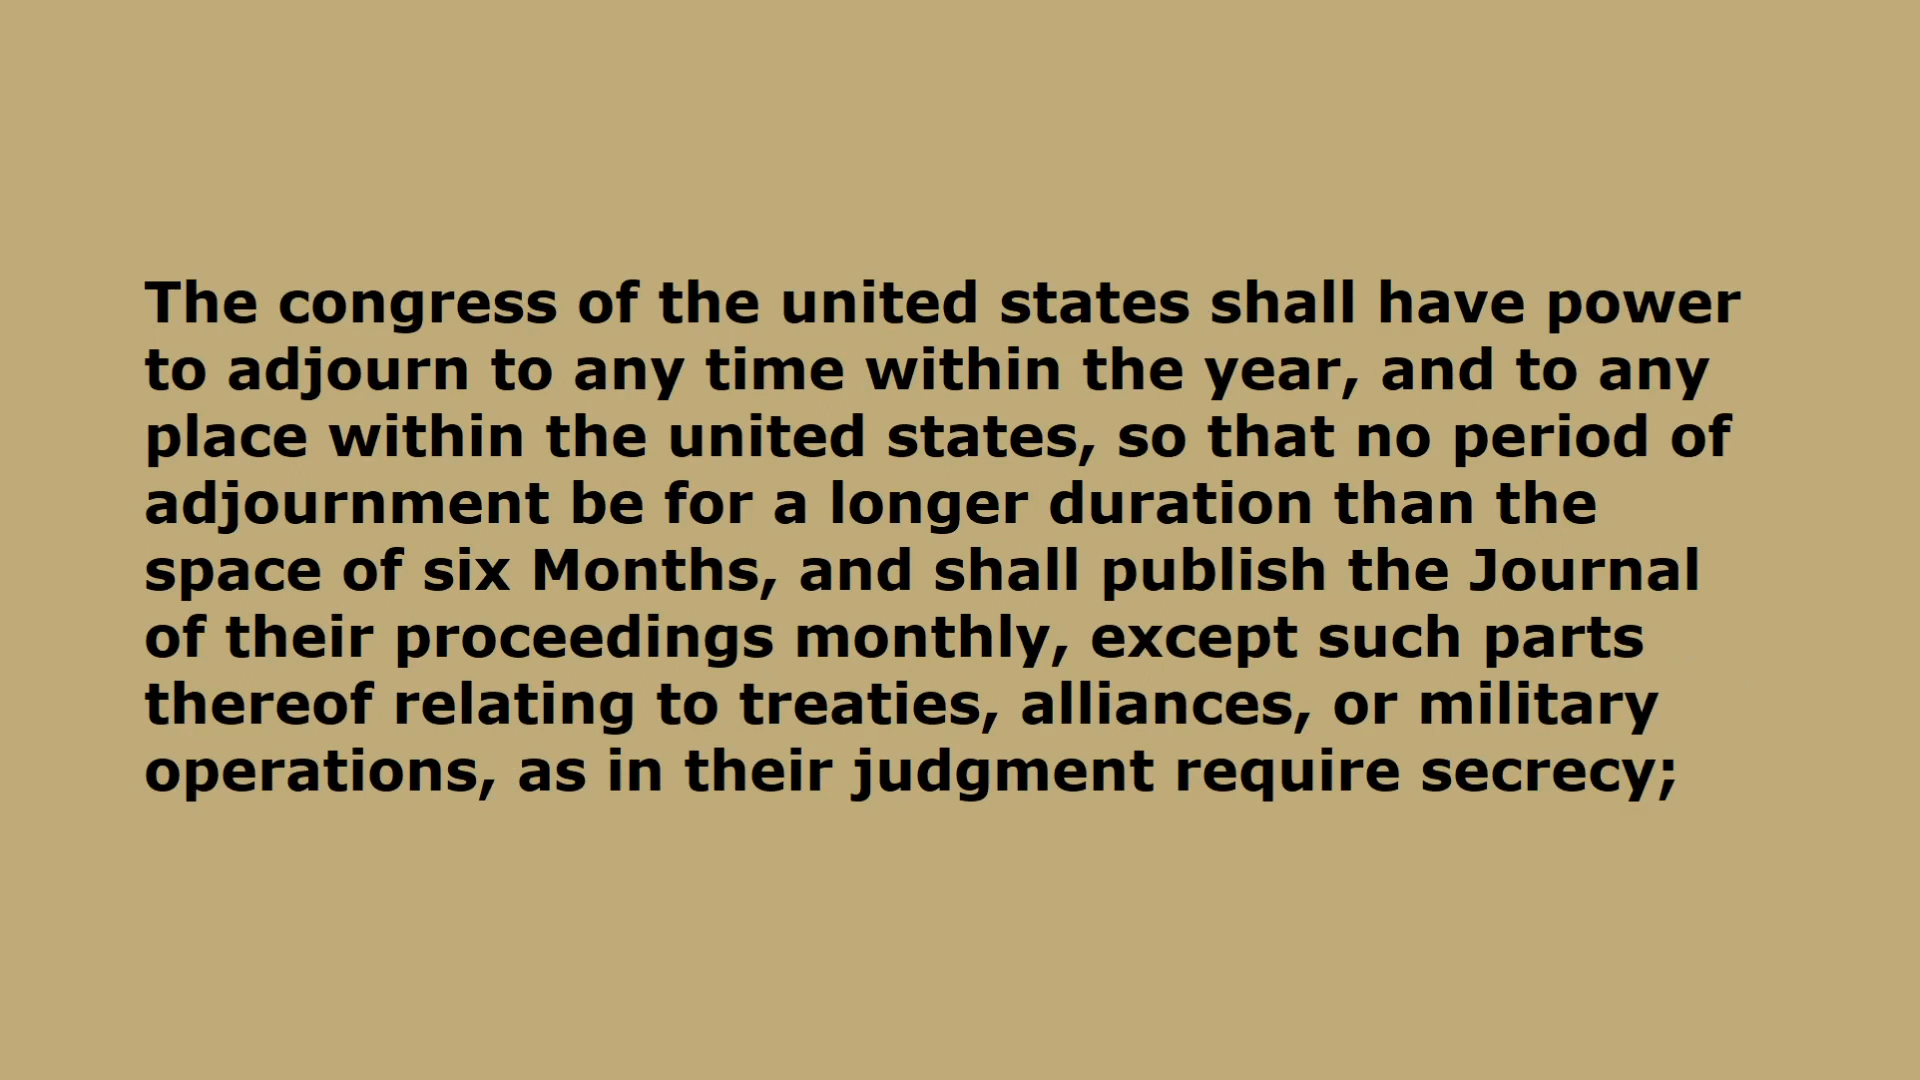 The congress of the united states shall have power
to adjourn to any time within the year, and to any
place within the united states, so that no period of
adjournment be for a longer duration than the
space of six Months, and shall publish the Journal
of their proceedings monthly, except such parts
thereof relating to treaties, alliances, or military
operations, as in their judgment require secrecy;